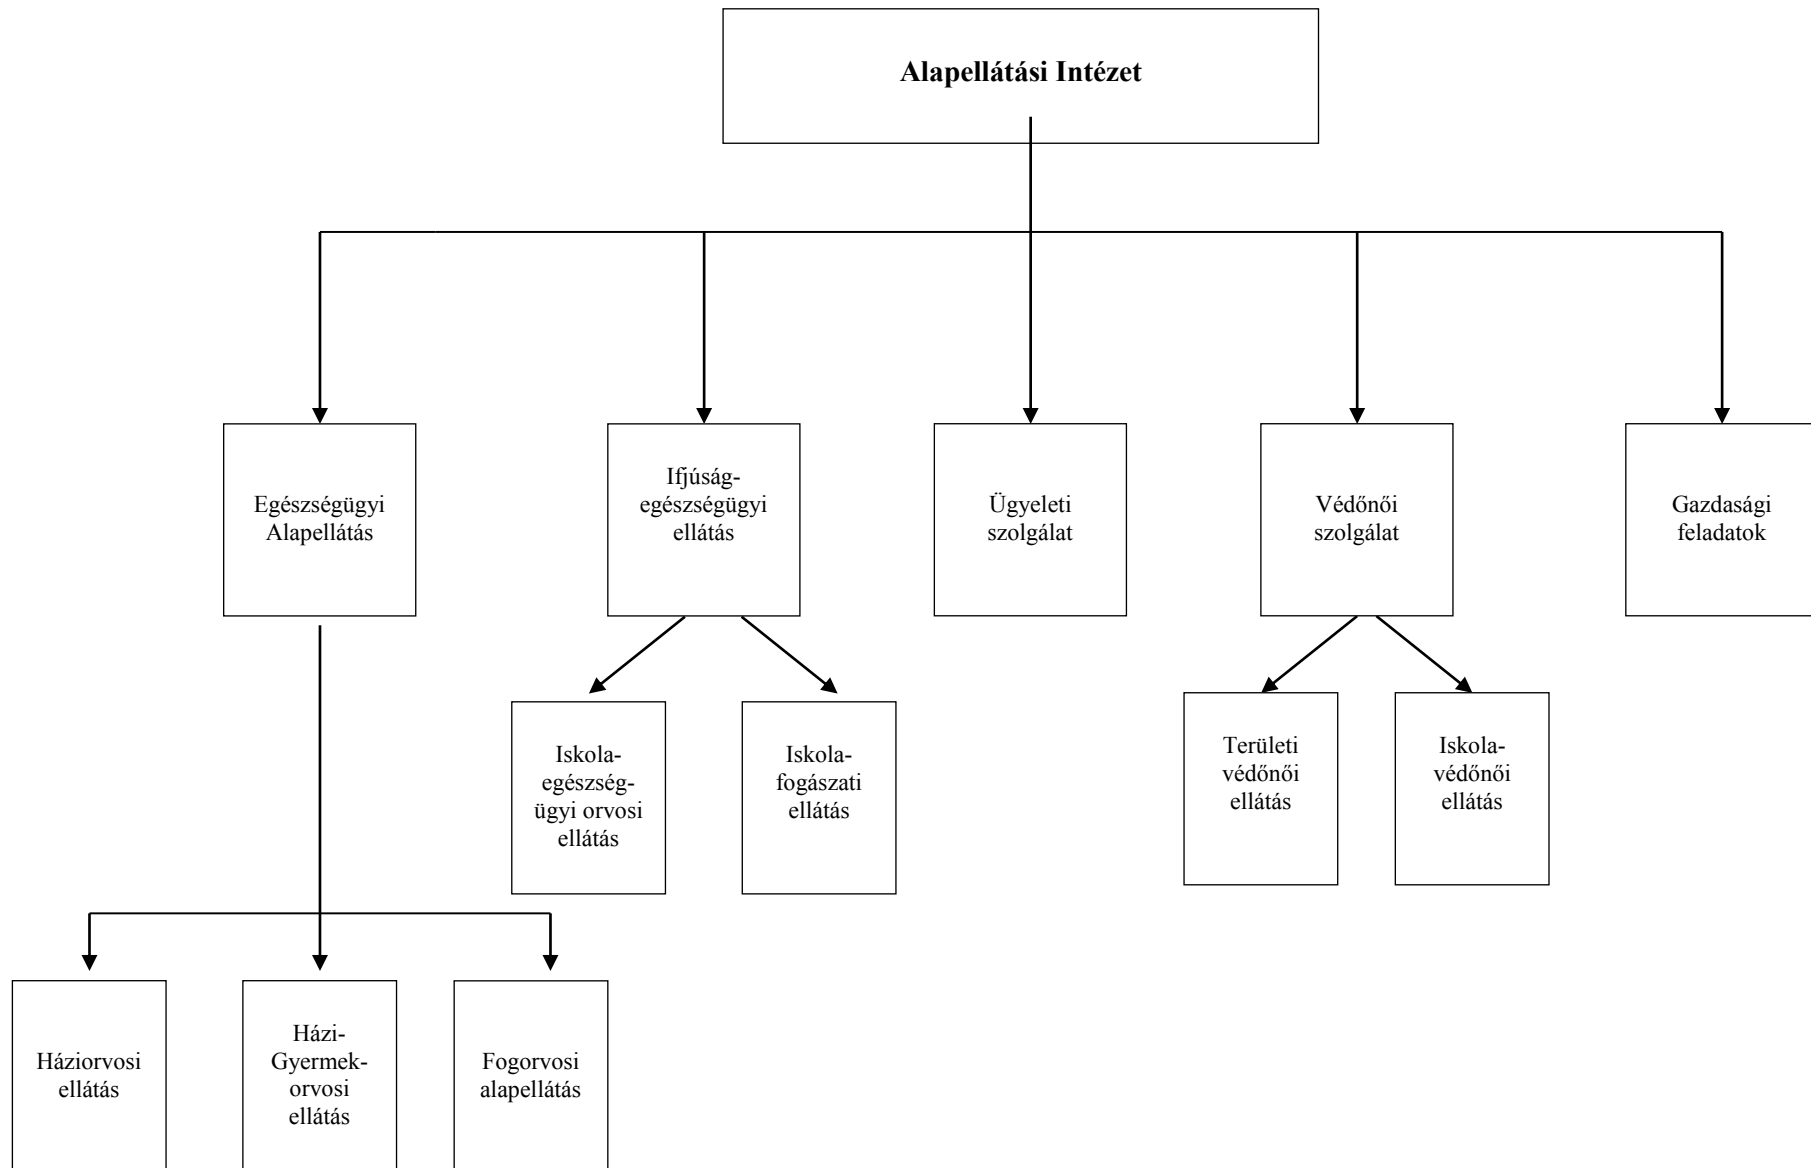 Alapellátási Intézet
Egészségügyi
Alapellátás
Ifjúság-
egészségügyi
ellátás
Ügyeleti
szolgálat
Védőnői
szolgálat
Gazdasági
feladatok
Iskola-
egészség-
ügyi orvosi
ellátás
Iskola-
fogászati
ellátás
Területi
védőnői
ellátás
Iskola-
védőnői
ellátás
Háziorvosi
ellátás
Házi-
Gyermek-
orvosi
ellátás
Fogorvosi
alapellátás